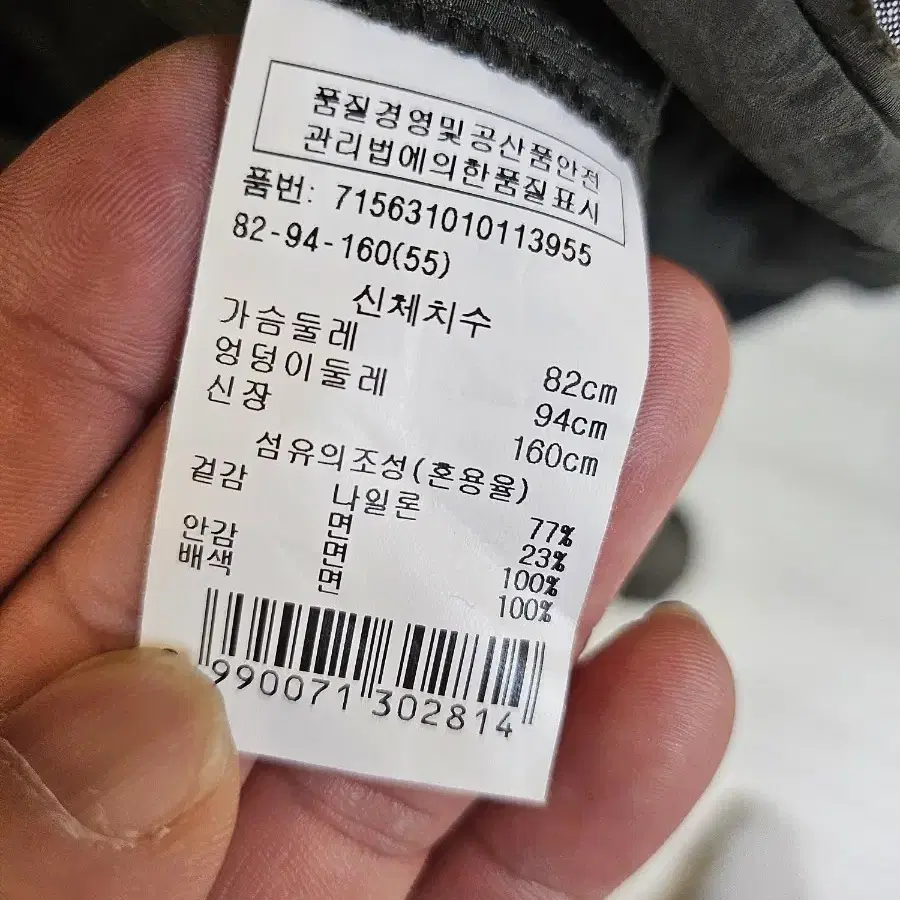 품질경영및공산품안전
관리법에의한품질표시
품번: 715631010113955
82-94-160(55)
신체치수
가슴둘레 82cm
엉덩이둘레 94cm
신장 160cm
섬유의조성(혼용율)
겉감 나일론 77%
면 23%
안감 면 100%
배색 면 100%
990071 302814